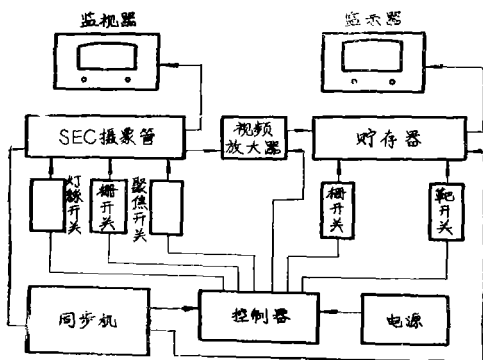 监视器
监示器
SEC摄象管
视频
放大器
贮存器
灯
絲
开
关
栅
开
关
聚
焦
开
关
栅
开
关
靶
开
关
同步机
控制器
电源